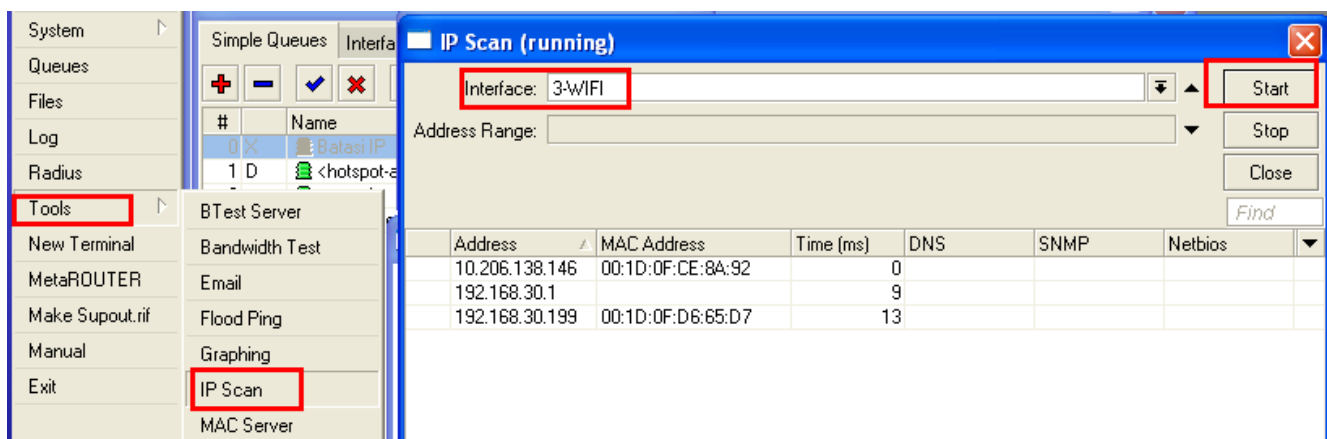 System
Queues
Files
Log
Radius
Tools
New Terminal
MetaROUTER
Make Supout.rif
Manual
Exit
BTest Server
Bandwidth Test
Email
Flood Ping
Graphing
IP Scan
MAC Server
Simple Queues Interfa
# Name
0 X Batasi IP
1 D <hotspot-a
IP Scan (running)
Interface: 3-WIFI
Start
Address Range:
Stop
Close
Find
Address MAC Address Time (ms) DNS SNMP Netbios
10.206.138.146 00:1D:0F:CE:8A:92 0
192.168.30.1 9
192.168.30.199 00:1D:0F:D6:65:D7 13